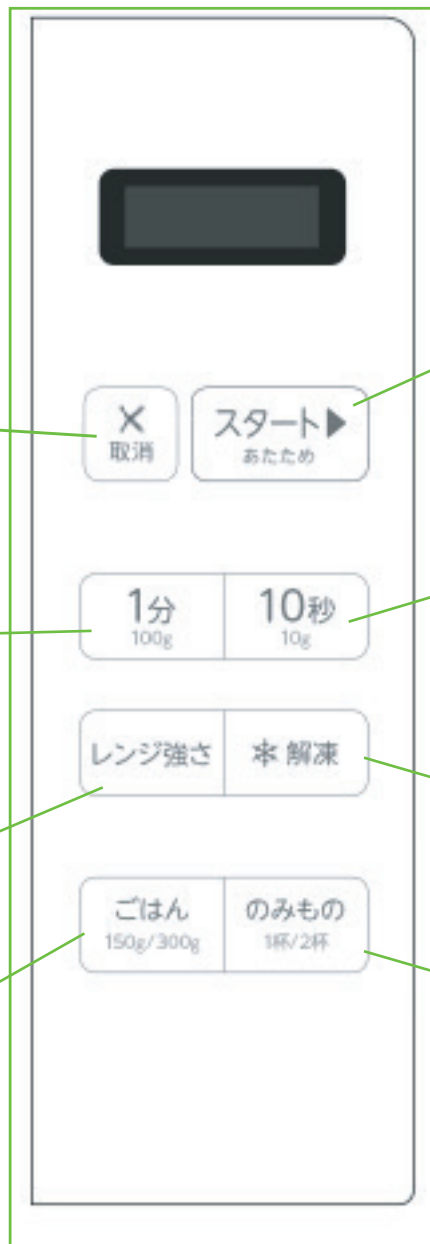 ×
取消
スタート▶
あたため
1分
100g
10秒
10g
レンジ強さ
＊解凍
ごはん
150g/300g
のみもの
1杯/2杯